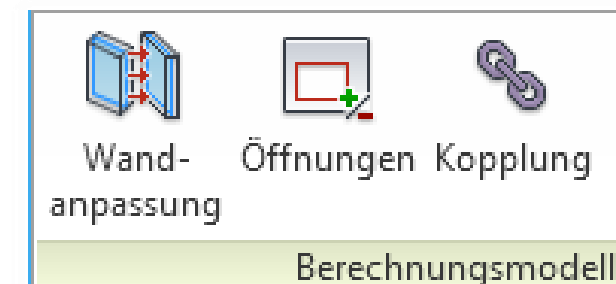 Wand-
anpassung
Öffnungen
Kopplung
Berechnungsmodell